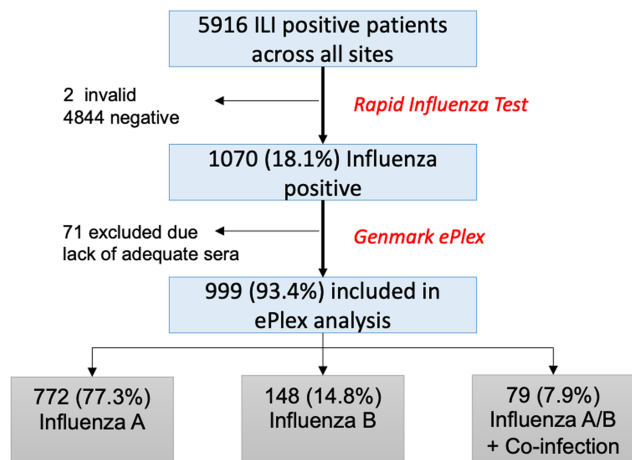 5916 ILI positive patients
across all sites
2 invalid
4844 negative
Rapid Influenza Test
1070 (18.1%) Influenza
positive
71 excluded due
lack of adequate sera
Genmark ePlex
999 (93.4%) included in
ePlex analysis
772 (77.3%)
Influenza A
148 (14.8%)
Influenza B
79 (7.9%)
Influenza A/B
+ Co-infection